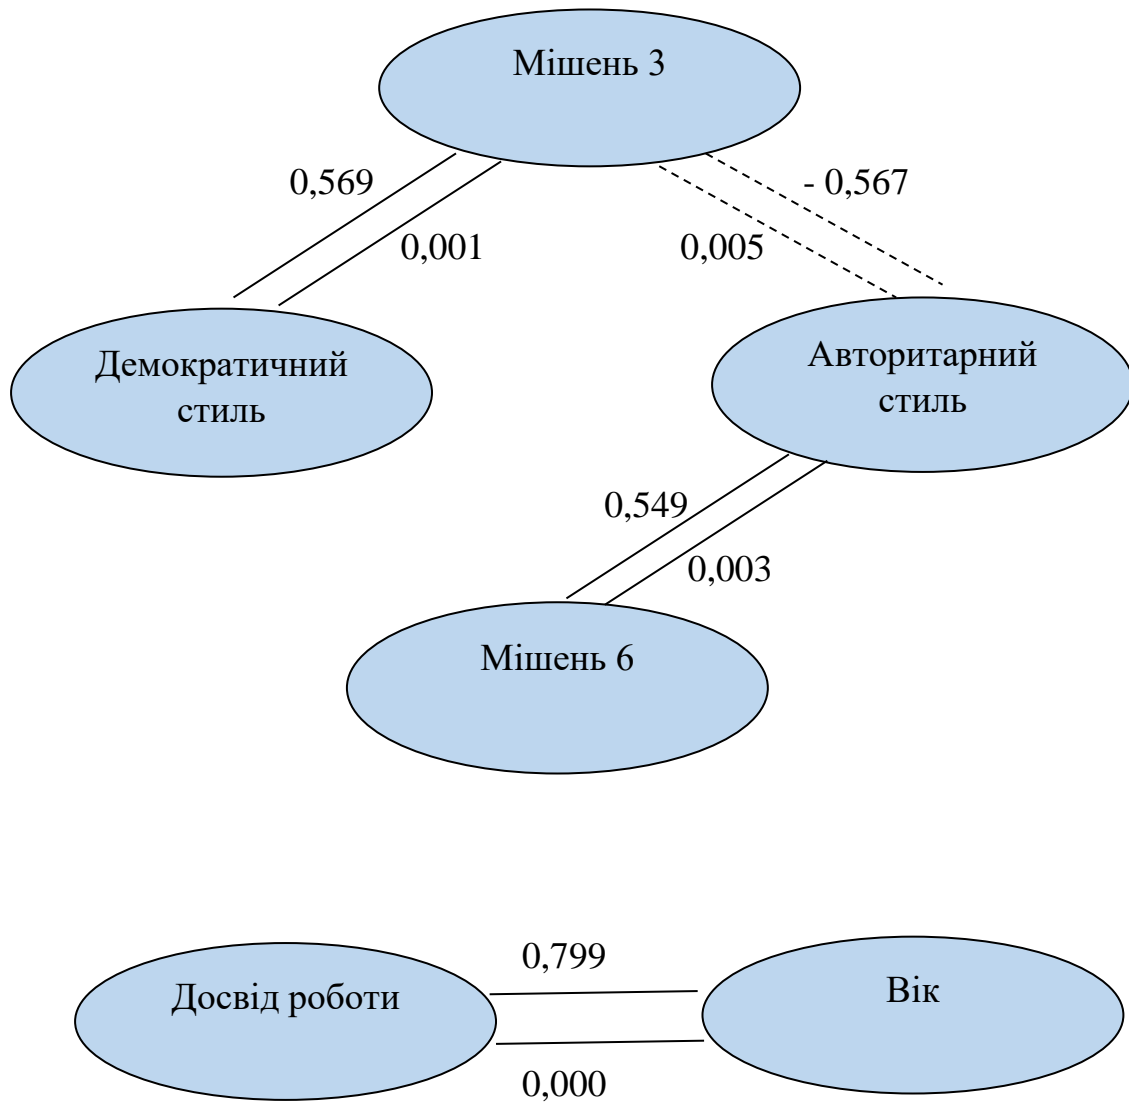 Мішень 3
0,569
- 0,567
0,001
0,005
Демократичний
стиль
Авторитарний
стиль
0,549
0,003
Мішень 6
0,799
Досвід роботи
Вік
0,000